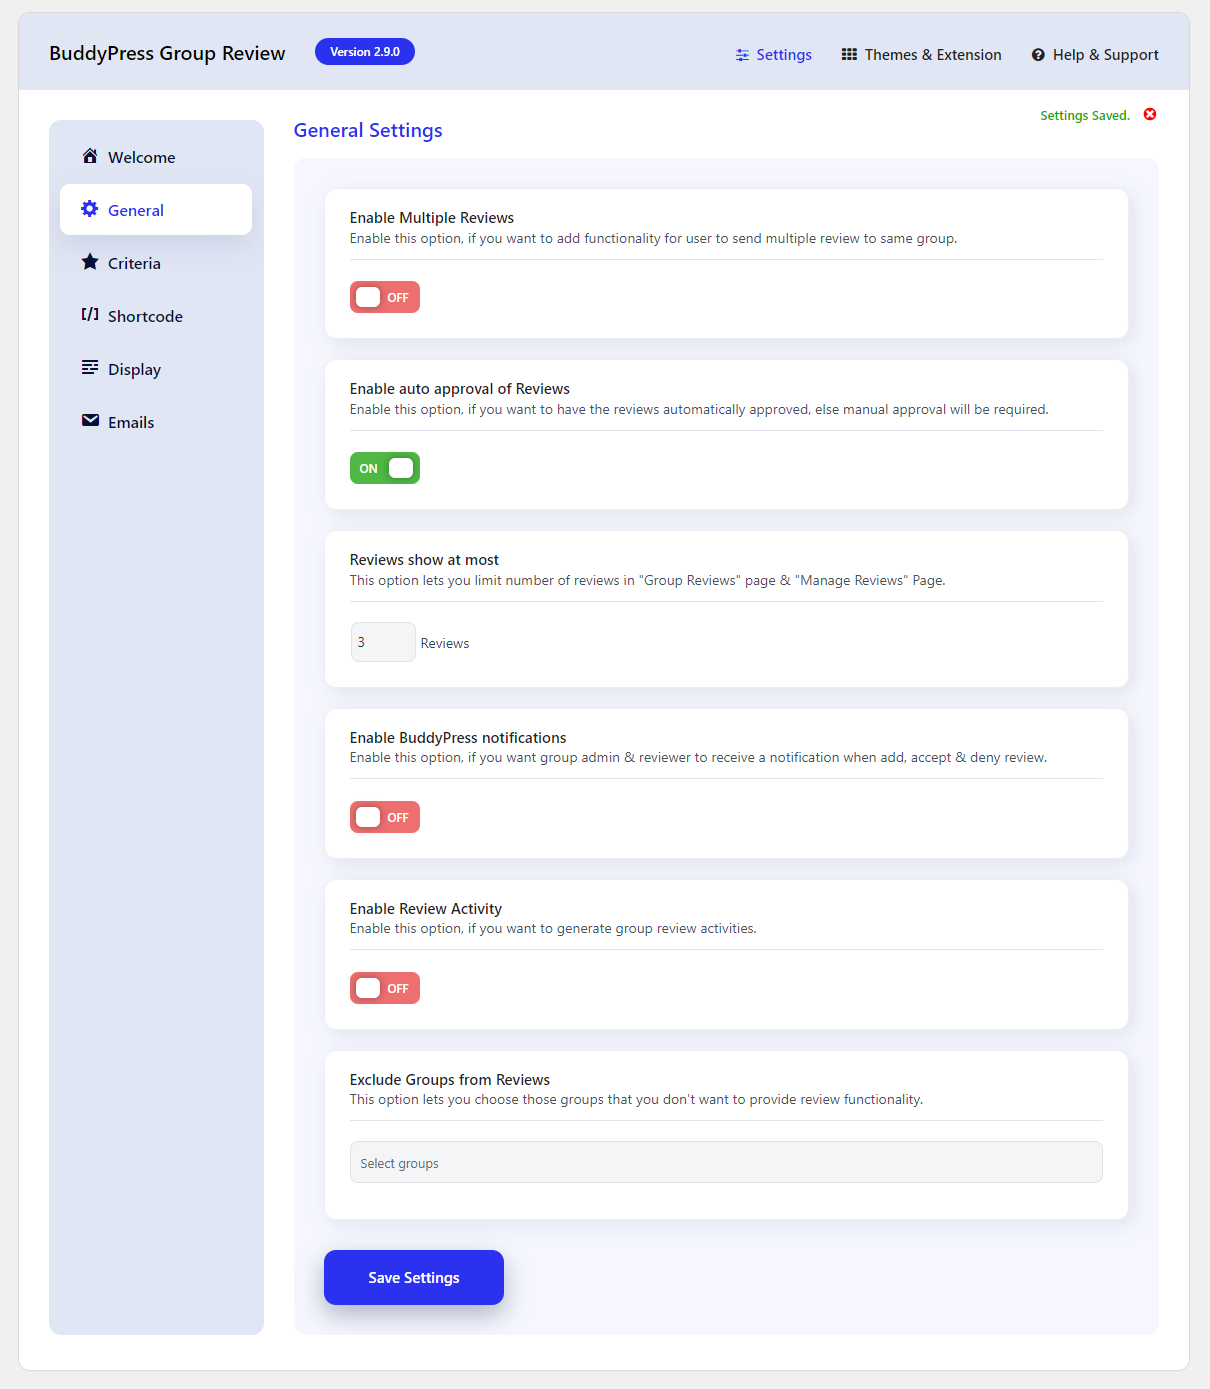 BuddyPress Group Review
Version 2.9.0
Settings
Themes & Extension
Help & Support
Welcome
General
Criteria
[/] Shortcode
Display
Emails
General Settings
Settings Saved.
Enable Multiple Reviews
Enable this option, if you want to add functionality for user to send multiple review to same group.
OFF
Enable auto approval of Reviews
Enable this option, if you want to have the reviews automatically approved, else manual approval will be required.
ON
Reviews show at most
This option lets you limit number of reviews in "Group Reviews" page & "Manage Reviews" Page.
3 Reviews
Enable BuddyPress notifications
Enable this option, if you want group admin & reviewer to receive a notification when add, accept & deny review.
OFF
Enable Review Activity
Enable this option, if you want to generate group review activities.
OFF
Exclude Groups from Reviews
This option lets you choose those groups that you don't want to provide review functionality.
Select groups
Save Settings